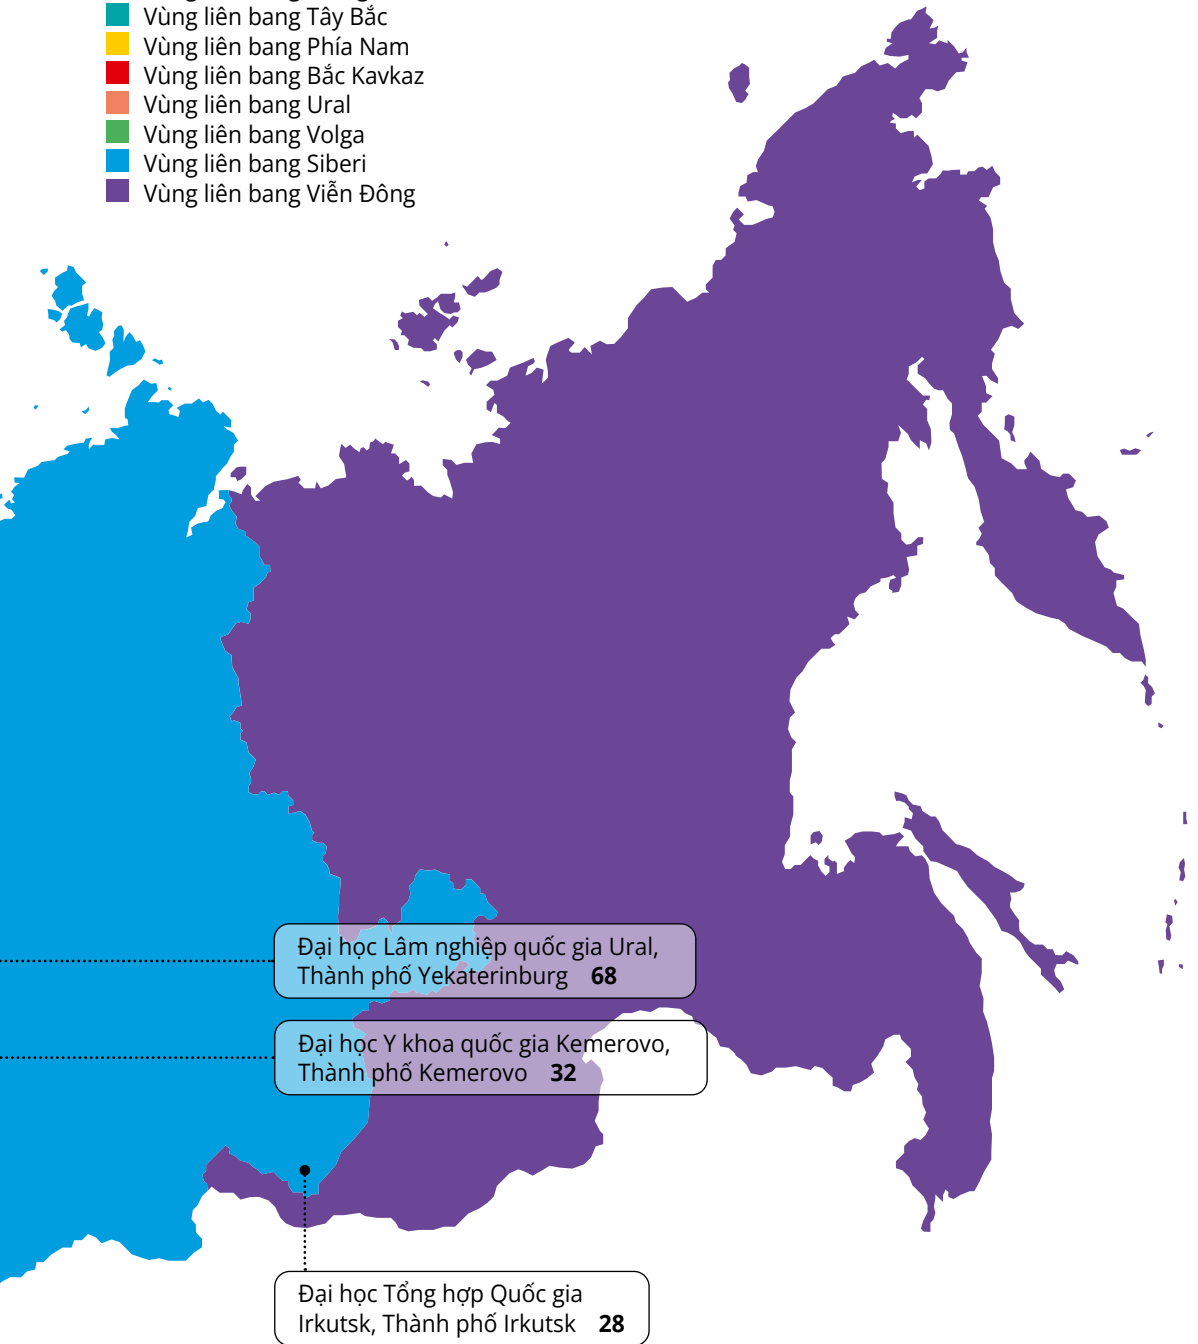 Vùng liên bang Tây Bắc
Vùng liên bang Phía Nam
Vùng liên bang Bắc Kavkaz
Vùng liên bang Ural
Vùng liên bang Volga
Vùng liên bang Siberi
Vùng liên bang Viễn Đông
Đại học Lâm nghiệp quốc gia Ural,
Thành phố Yekaterinburg 68
Đại học Y khoa quốc gia Kemerovo,
Thành phố Kemerovo 32
Đại học Tổng hợp Quốc gia
Irkutsk, Thành phố Irkutsk 28